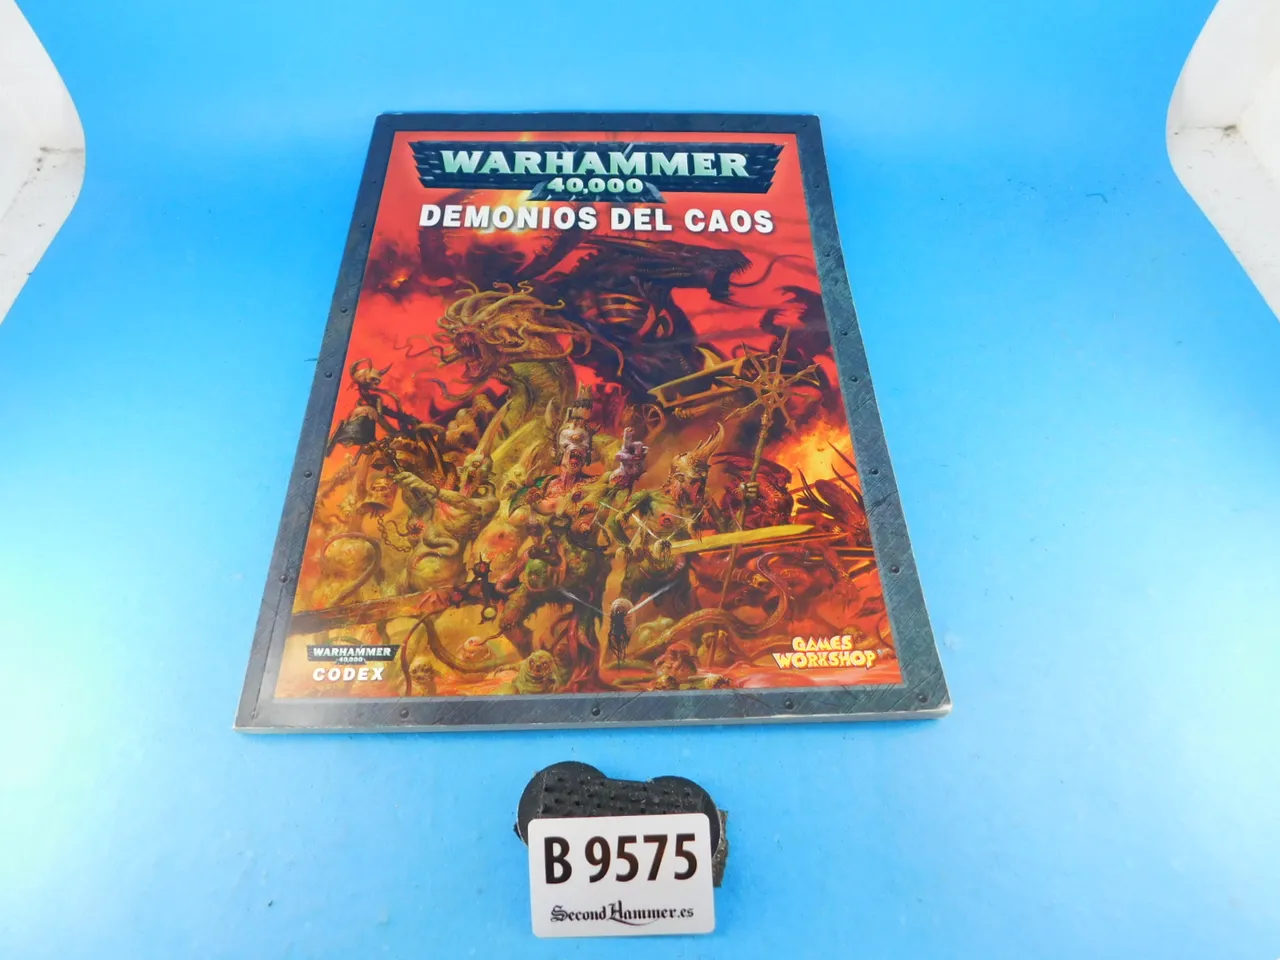 WARHAMMER
40,000
DEMONIOS DEL CAOS
WARHAMMER
40,000
CODEX
GAMES
WORKSHOP
B 9575
SecondHammer.es